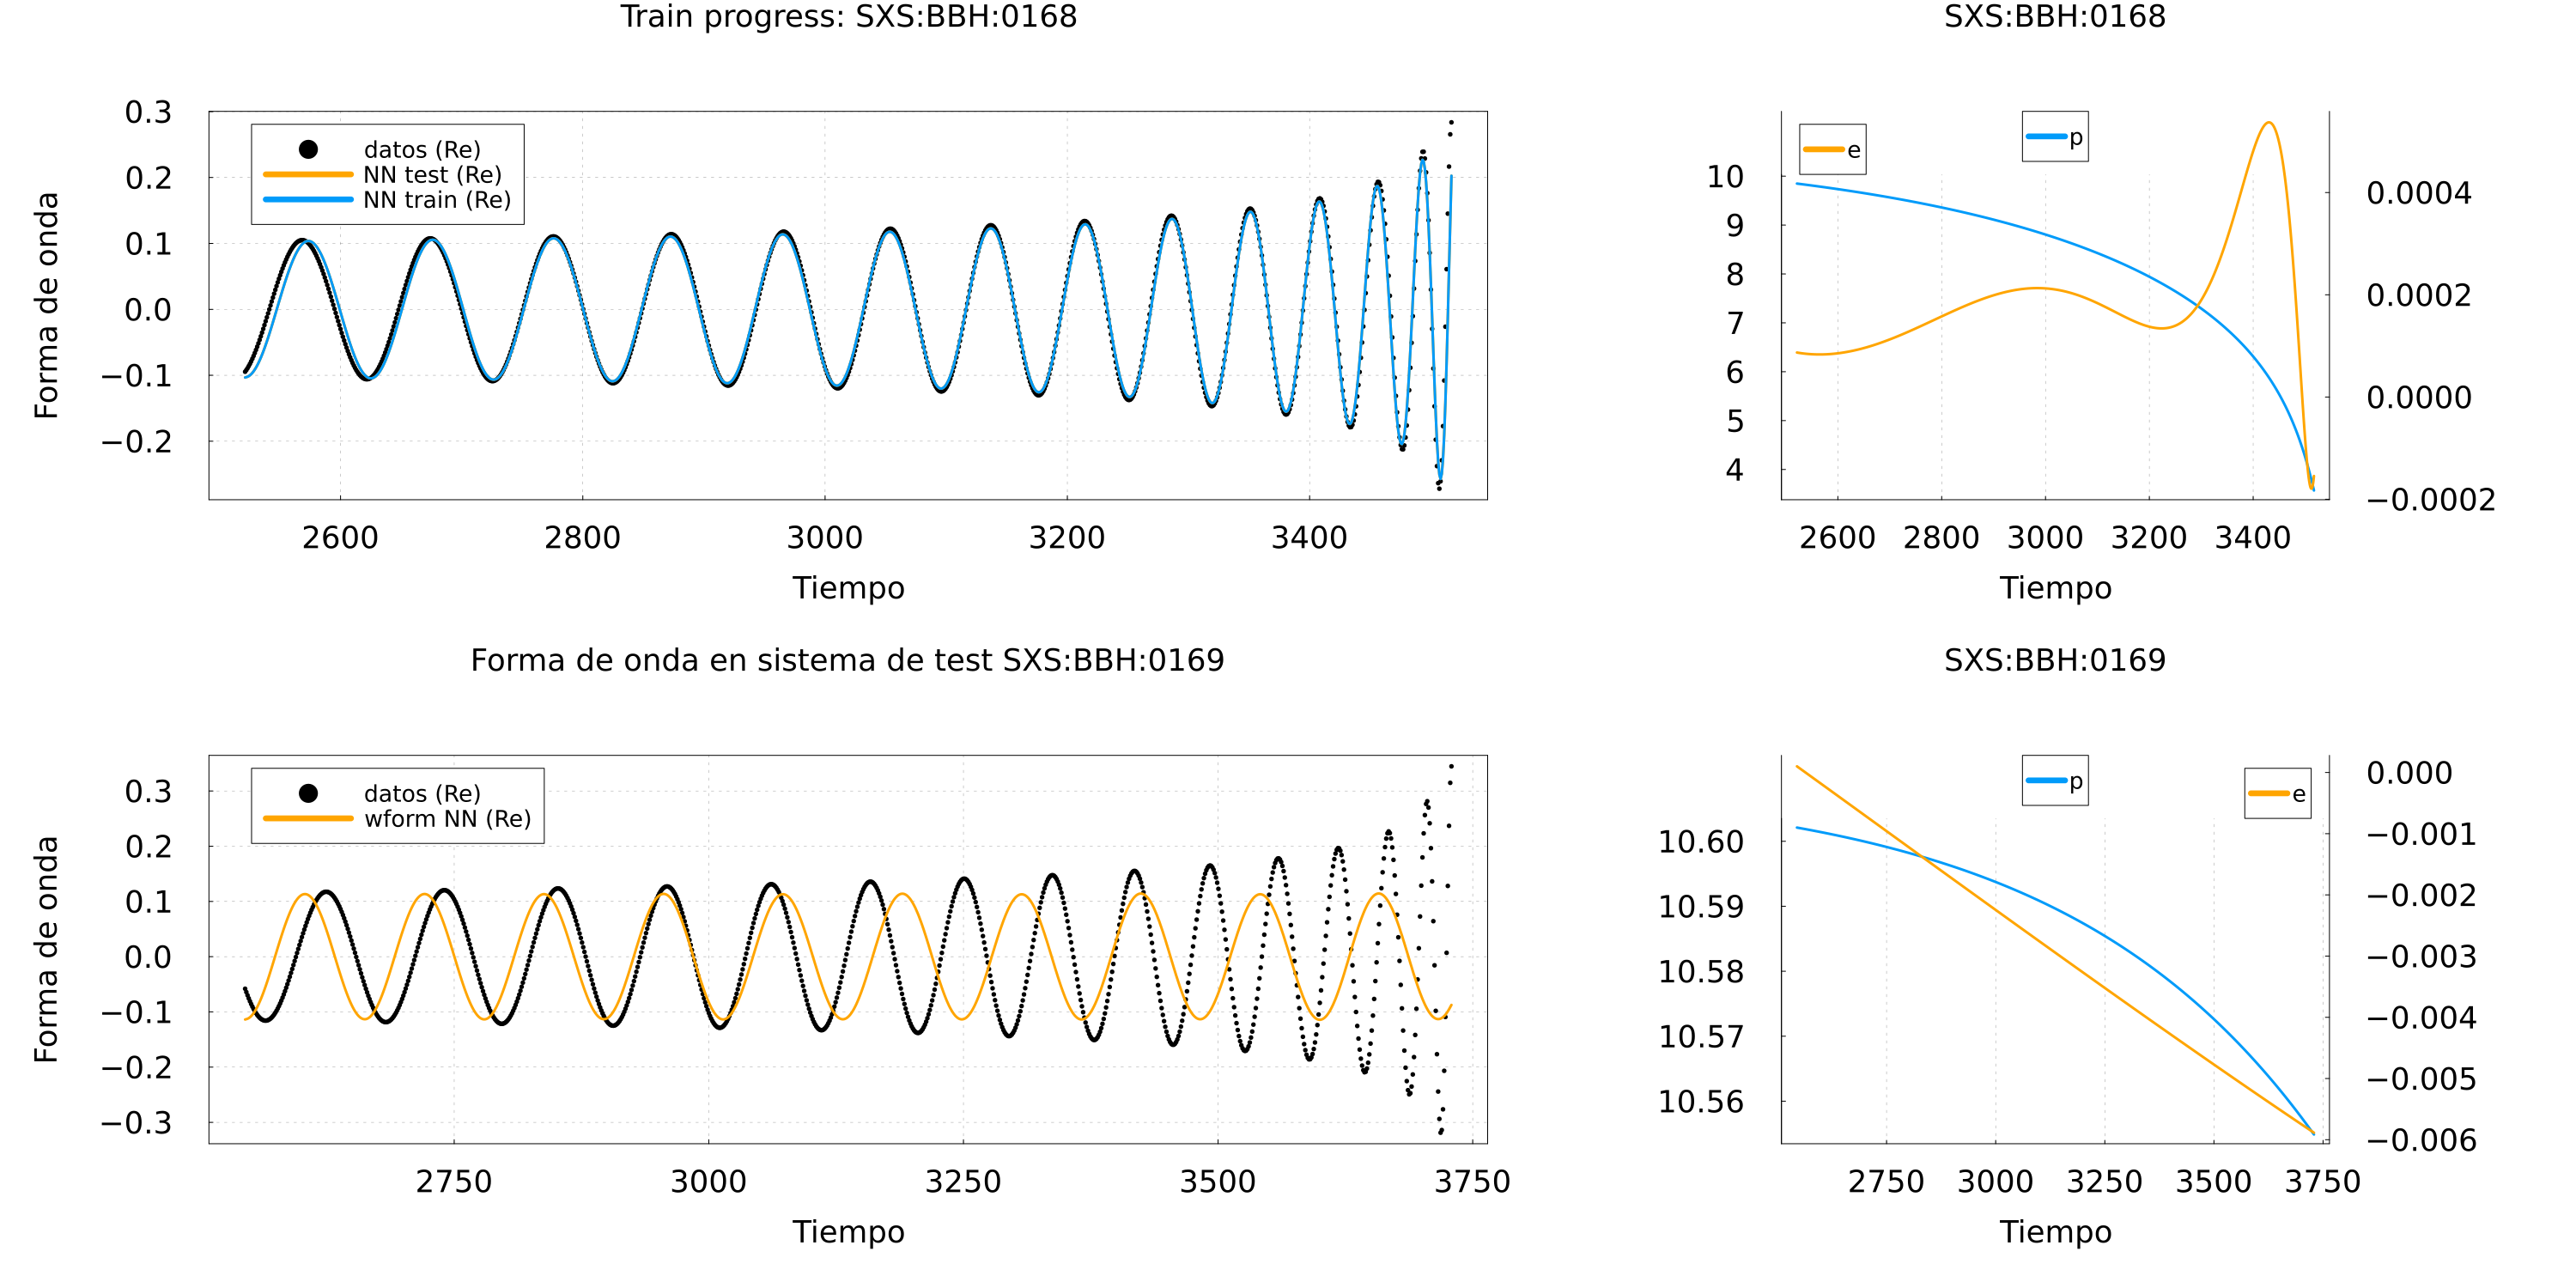 Train progress: SXS:BBH:0168
Forma de onda
0.3
0.2
0.1
0.0
−0.1
−0.2
datos (Re)
NN test (Re)
NN train (Re)
2600 2800 3000 3200 3400
Tiempo
SXS:BBH:0168
10
9
8
7
6
5
4
e
p
0.0004
0.0002
0.0000
−0.0002
2600 2800 3000 3200 3400
Tiempo
Forma de onda en sistema de test SXS:BBH:0169
Forma de onda
0.3
0.2
0.1
0.0
−0.1
−0.2
−0.3
datos (Re)
wform NN (Re)
2750 3000 3250 3500 3750
Tiempo
SXS:BBH:0169
10.60
10.59
10.58
10.57
10.56
p
e
0.000
−0.001
−0.002
−0.003
−0.004
−0.005
−0.006
2750 3000 3250 3500 3750
Tiempo